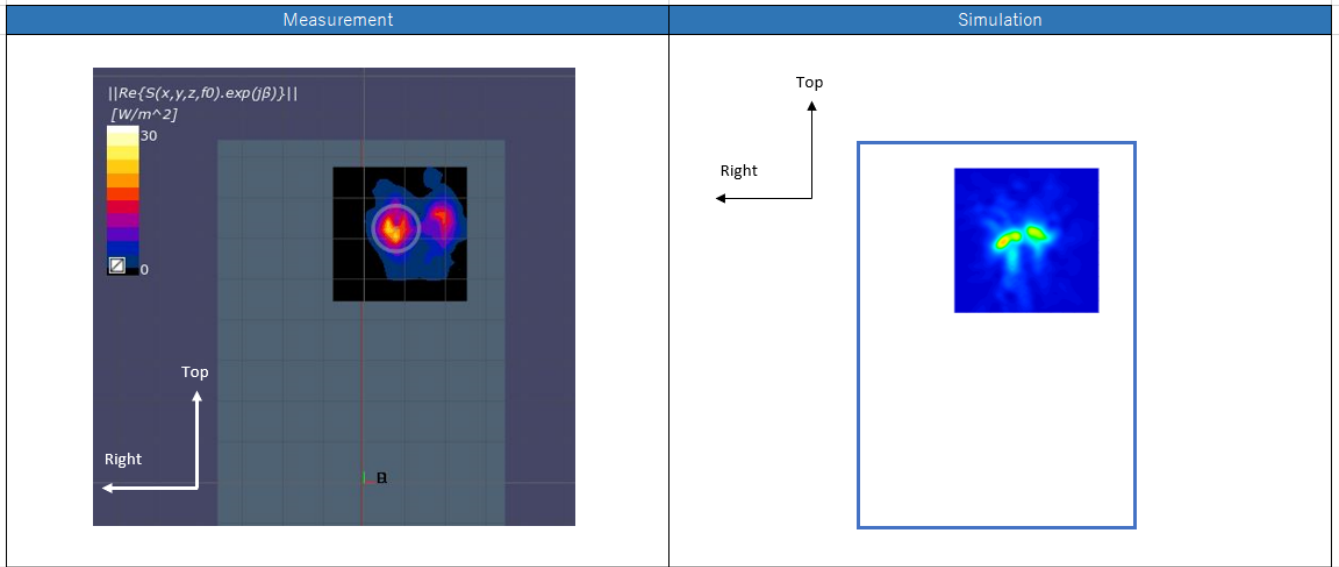 Measurement
Simulation
||Re{S(x,y,z,f0).exp(jβ)}||
[W/m^2]
30
0
Top
Right
Top
Right